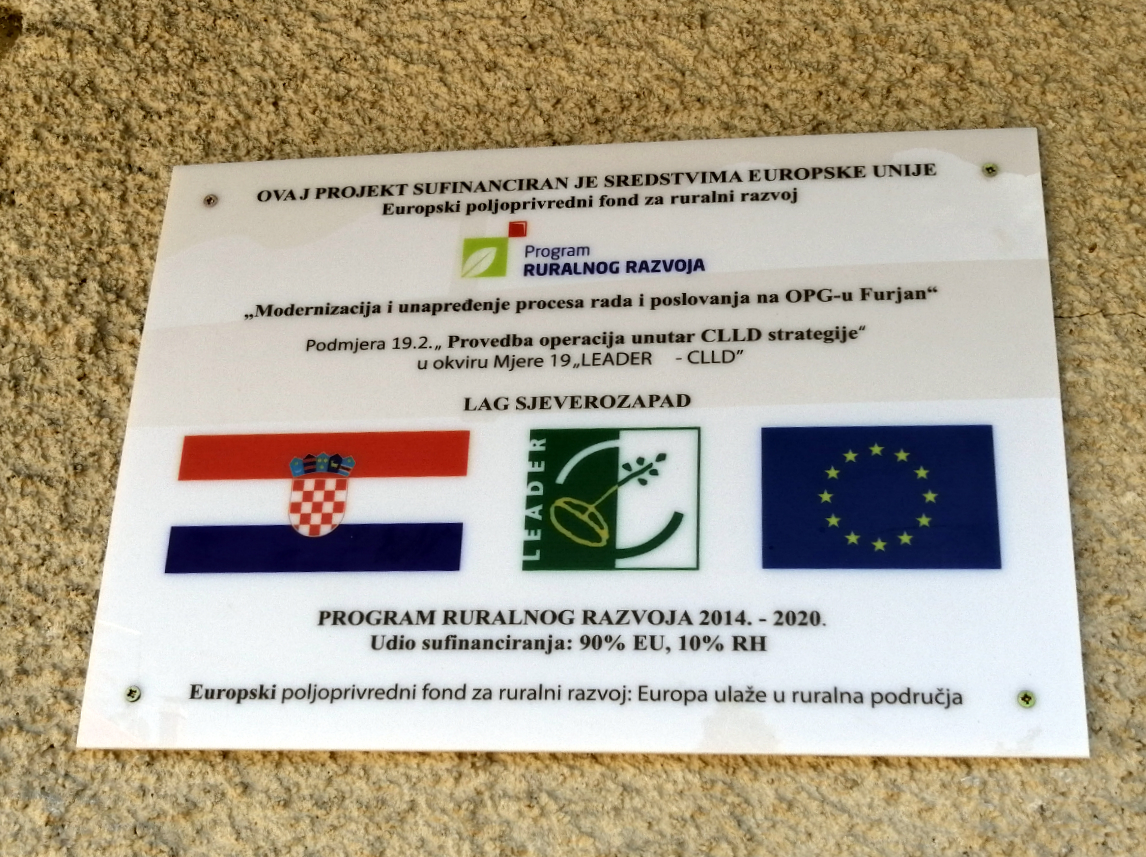 OVAJ PROJEKT SUFINANCIRAN JE SREDSTVIMA EUROPSKE UNIJE
Europski poljoprivredni fond za ruralni razvoj
Program
RURALNOG RAZVOJA
„Modernizacija i unapređenje procesa rada i poslovanja na OPG-u Furjan“
Podmjera 19.2.„ Provedba operacija unutar CLLD strategije“
u okviru Mjere 19„LEADER - CLLD”
LAG SJEVEROZAPAD
LEADER
PROGRAM RURALNOG RAZVOJA 2014. - 2020.
Udio sufinanciranja: 90% EU, 10% RH
Europski poljoprivredni fond za ruralni razvoj: Europa ulaže u ruralna područja